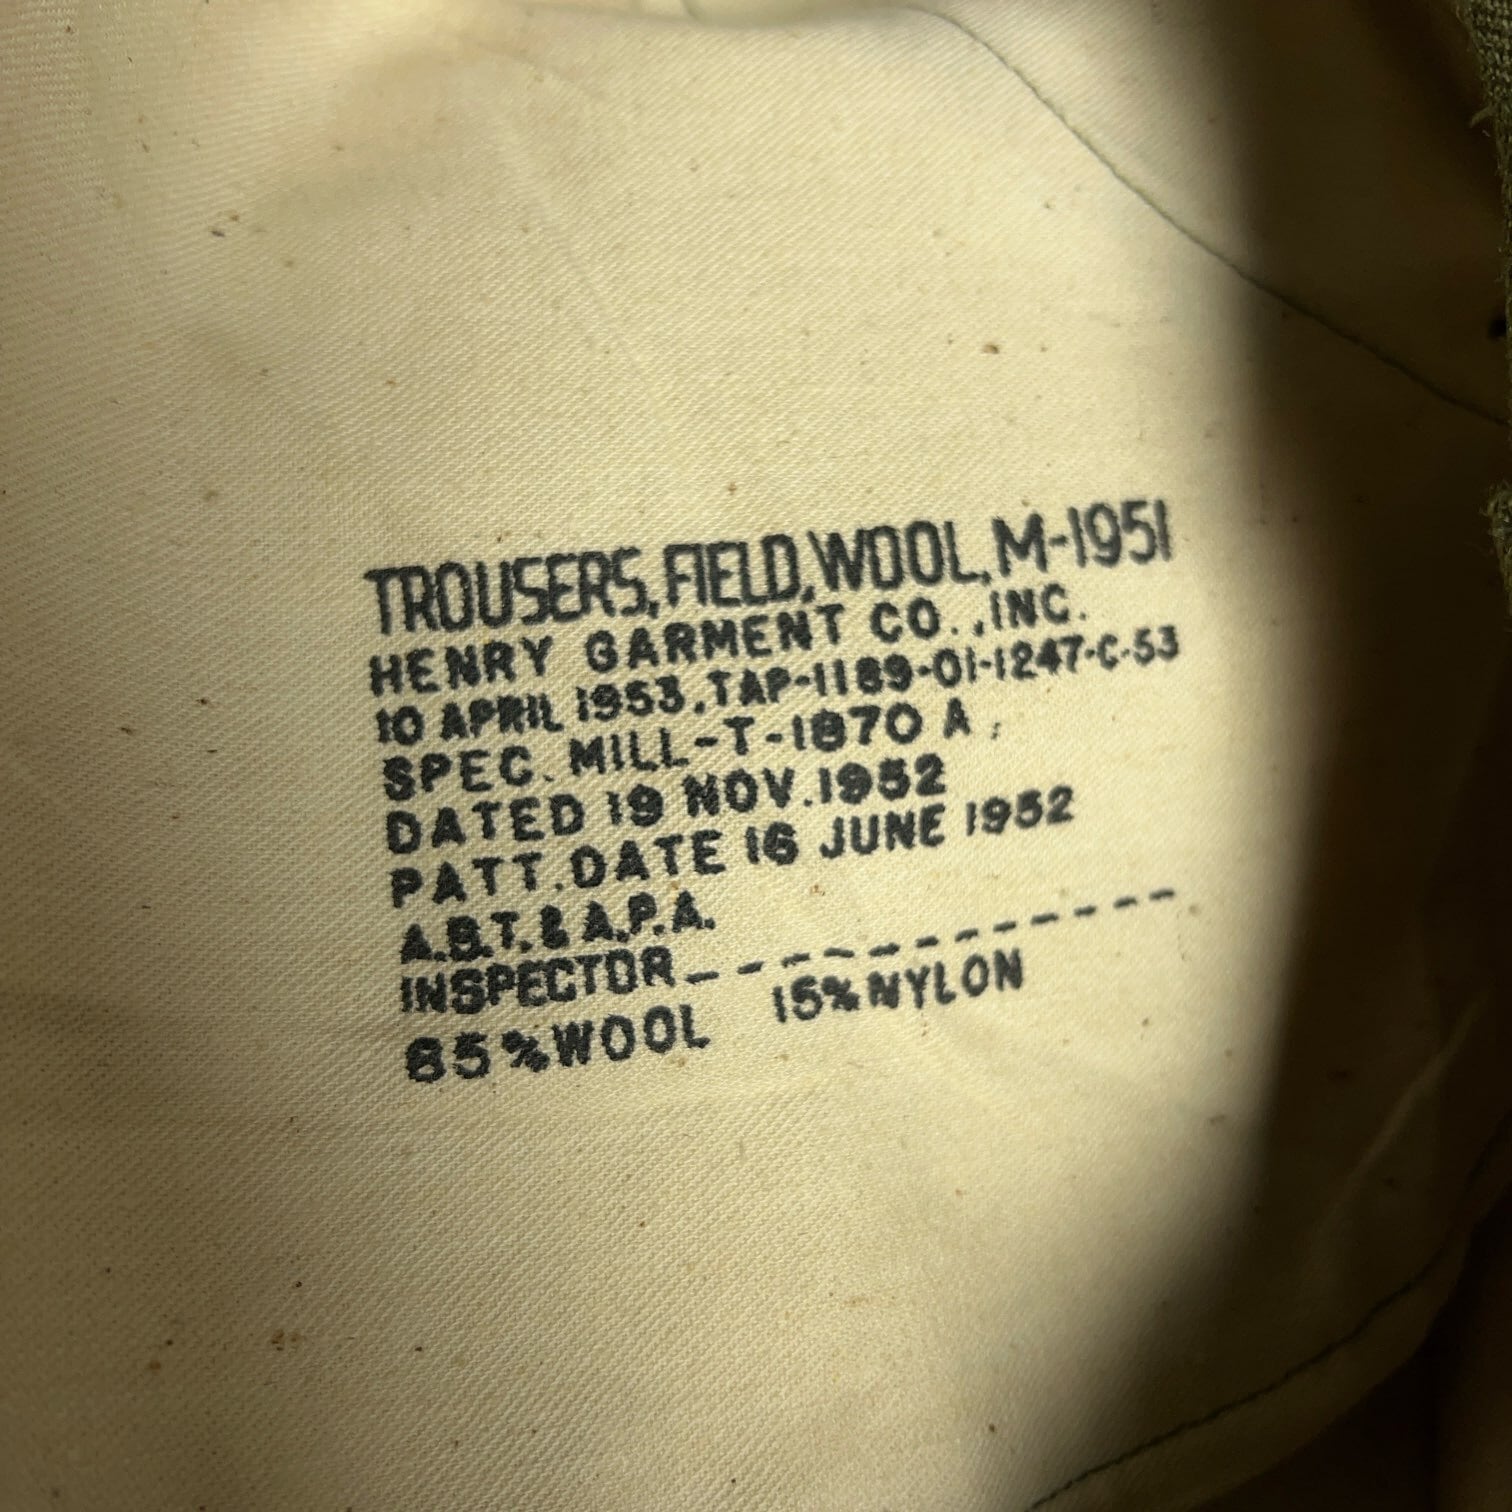 TROUSERS, FIELD, WOOL, M-1951
HENRY GARMENT CO., INC.
10 APRIL 1953, TAP-1189-OI-1247-C-53
SPEC. MILL-T-1870 A ;
DATED 19 NOV. 1952
PATT. DATE 16 JUNE 1952
A.B.T. & A.P.A.
INSPECTOR------------
85% WOOL 15% NYLON